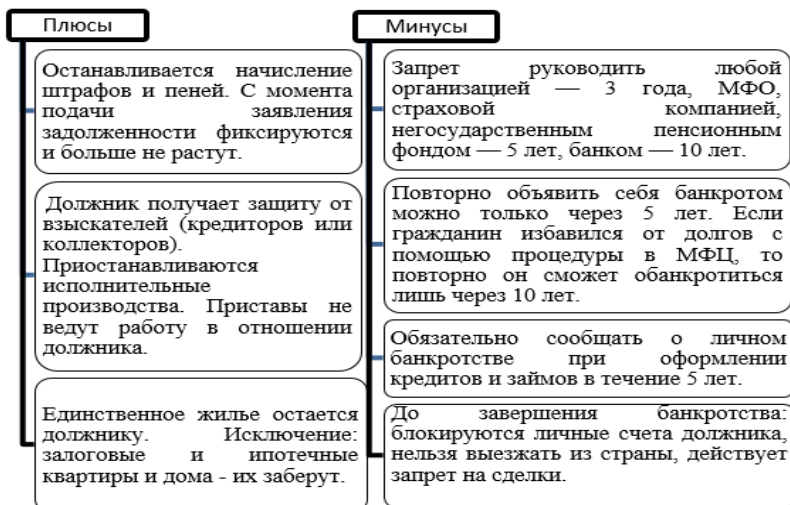 Плюсы
Останавливается начисление
штрафов и пеней. С момента
подачи заявления
задолженности фиксируются
и больше не растут.
Должник получает защиту от
взыскателей (кредиторов или
коллекторов).
Приостанавливаются
исполнительные
производства. Приставы не
ведут работу в отношении
должника.
Единственное жилье остается
должнику. Исключение:
залоговые и ипотечные
квартиры и дома - их заберут.
Минусы
Запрет руководить любой
организацией — 3 года, МФО,
страховой компанией,
негосударственным пенсионным
фондом — 5 лет, банком — 10 лет.
Повторно объявить себя банкротом
можно только через 5 лет. Если
гражданин избавился от долгов с
помощью процедуры в МФЦ, то
повторно он сможет обанкротиться
лишь через 10 лет.
Обязательно сообщать о личном
банкротстве при оформлении
кредитов и займов в течение 5 лет.
До завершения банкротства:
блокируются личные счета должника,
нельзя выезжать из страны, действует
запрет на сделки.